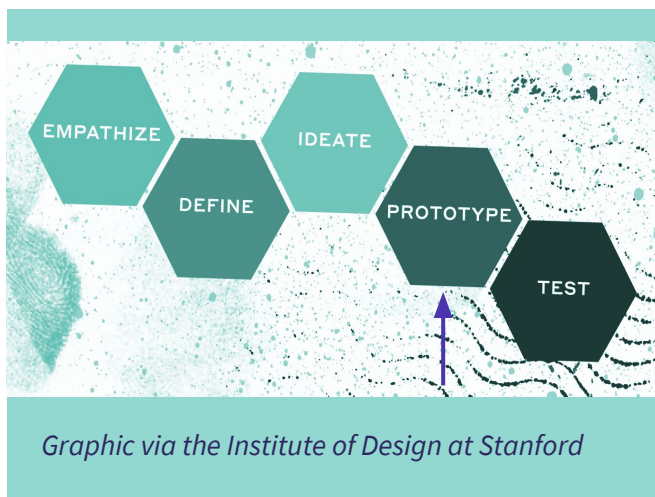 EMPATHIZE
DEFINE
IDEATE
PROTOTYPE
TEST
Graphic via the Institute of Design at Stanford